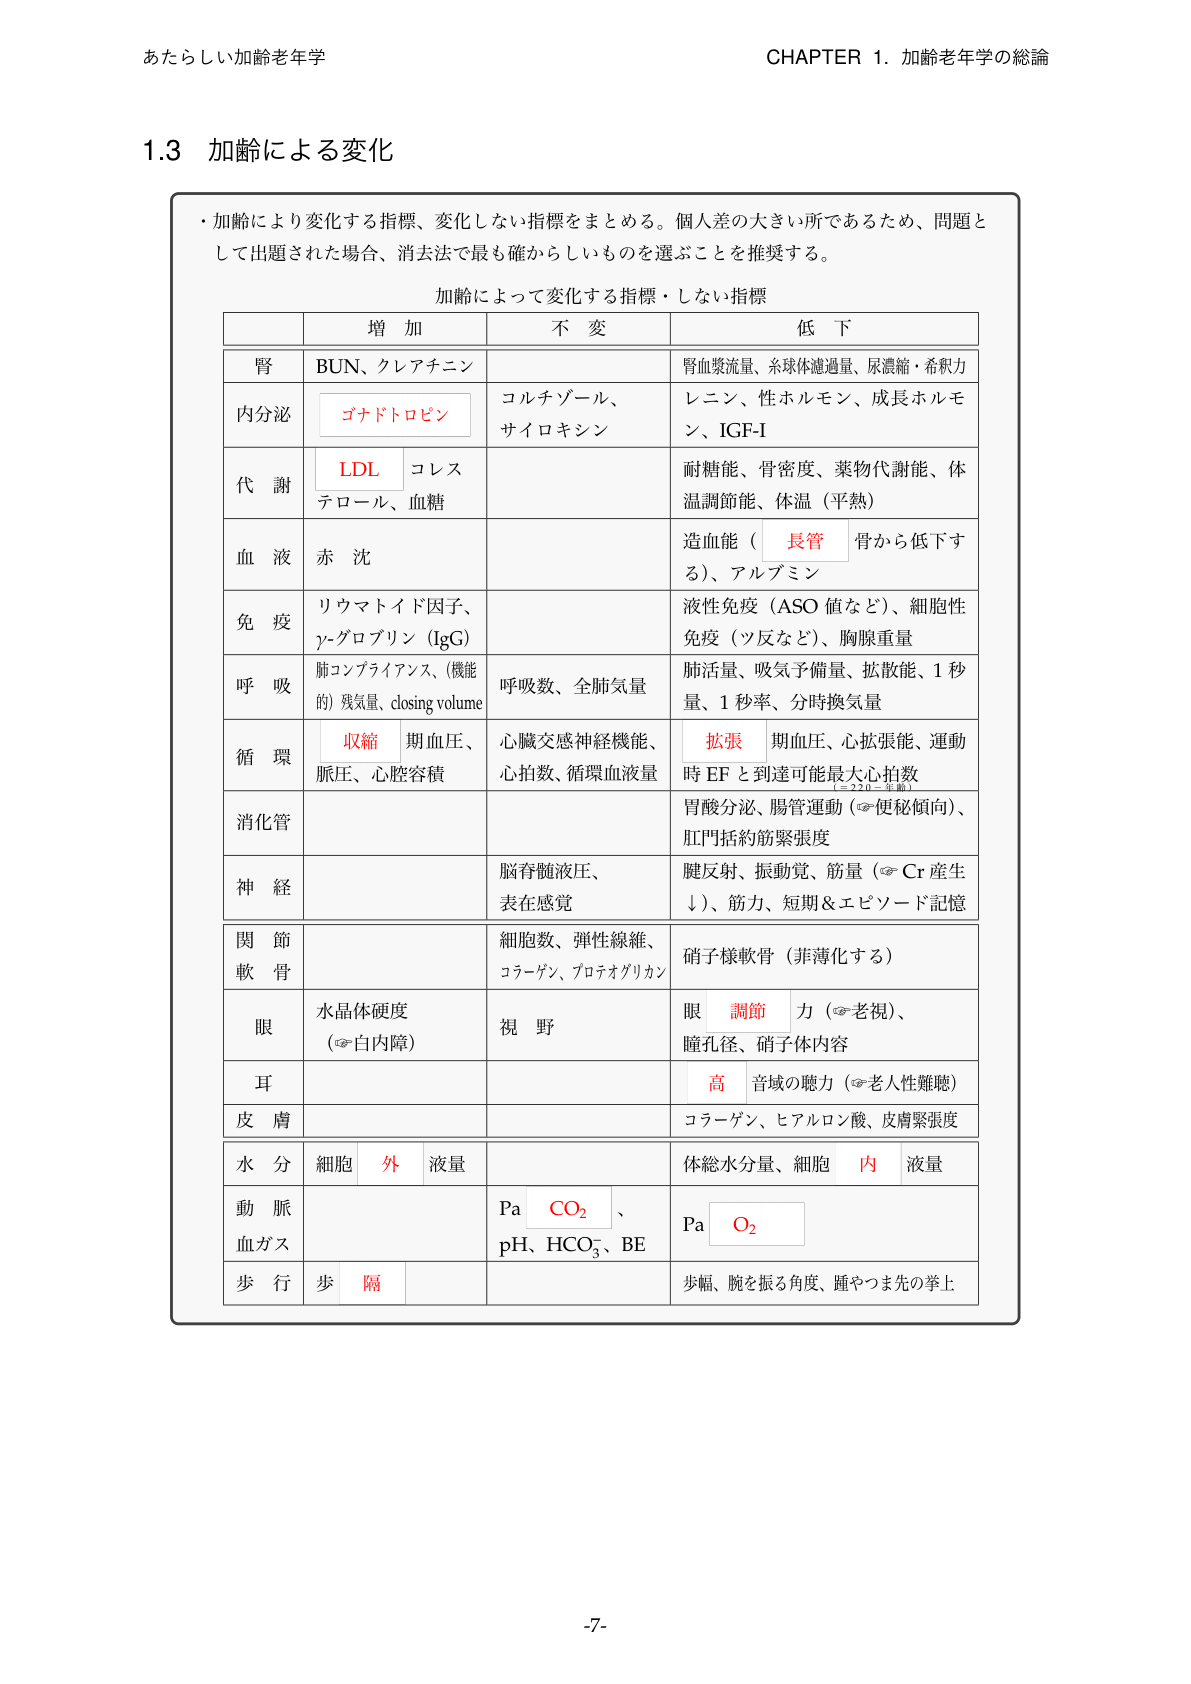 あたらしい加齢老年学 CHAPTER 1. 加齢老年学の総論
1.3 加齢による変化
・加齢により変化する指標、変化しない指標をまとめる。個人差の大きい所であるため、問題と
して出題された場合、消去法で最も確からしいものを選ぶことを推奨する。
加齢によって変化する指標・しない指標
増 加 不 変 低 下
腎 BUN、クレアチニン 腎血漿流量、糸球体濾過量、尿濃縮・希釈力
内分泌 ゴナドトロピン コルチゾール、 レニン、性ホルモン、成長ホルモ
サイロキシン ン、IGF-I
代 謝 LDL コレス 耐糖能、骨密度、薬物代謝能、体
テロール、血糖 温調節能、体温（平熱）
血 液 赤 沈 造血能（ 長管 骨から低下す
る）、アルブミン
免 疫 リウマトイド因子、 液性免疫（ASO 値など）、細胞性
γ-グロブリン（IgG） 免疫（ツ反など）、胸腺重量
呼 吸 肺コンプライアンス、（機能 呼吸数、全肺気量 肺活量、吸気予備量、拡散能、1 秒
的）残気量、closing volume 量、1 秒率、分時換気量
循 環 収縮 期血圧、 心臓交感神経機能、 拡張 期血圧、心拡張能、運動
脈圧、心腔容積 心拍数、循環血液量 時 EF と到達可能最大心拍数
（＝220－年齢）
消化管 胃酸分泌、腸管運動（☞便秘傾向）、
肛門括約筋緊張度
神 経 脳脊髄液圧、 腱反射、振動覚、筋量（☞ Cr 産生
表在感覚 ↓）、筋力、短期＆エピソード記憶
関 節 細胞数、弾性線維、 硝子様軟骨（菲薄化する）
軟 骨 コラーゲン、プロテオグリカン
眼 水晶体硬度 視 野 眼 調節 力（☞老視）、
（☞白内障） 瞳孔径、硝子体内容
耳 高 音域の聴力（☞老人性難聴）
皮 膚 コラーゲン、ヒアルロン酸、皮膚緊張度
水 分 細胞 外 液量 体総水分量、細胞 内 液量
動 脈 Pa CO₂ 、 Pa O₂
血ガス pH、HCO₃⁻、BE
歩 行 歩 隔 歩幅、腕を振る角度、踵やつま先の挙上
-7-